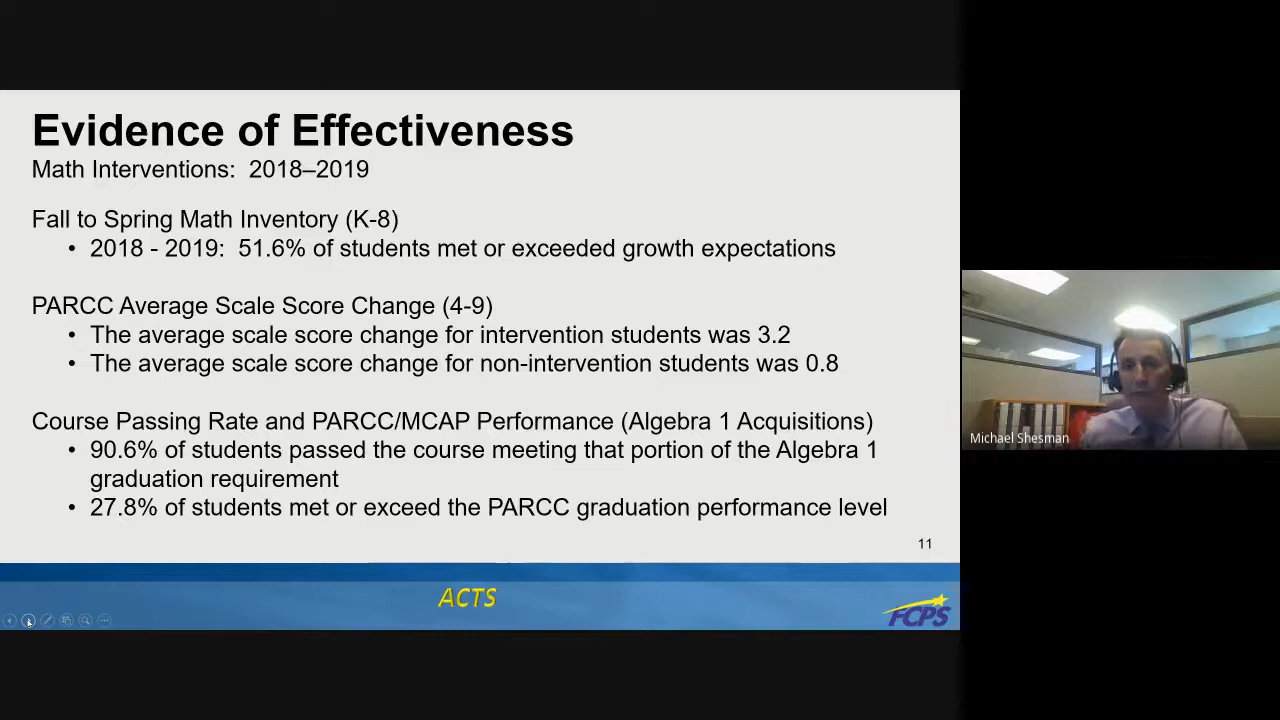 Evidence of Effectiveness
Math Interventions:  2018–2019
Fall to Spring Math Inventory (K-8)
• 2018 - 2019:  51.6% of students met or exceeded growth expectations
PARCC Average Scale Score Change (4-9)
• The average scale score change for intervention students was 3.2
• The average scale score change for non-intervention students was 0.8
Course Passing Rate and PARCC/MCAP Performance (Algebra 1 Acquisitions)
• 90.6% of students passed the course meeting that portion of the Algebra 1
graduation requirement
• 27.8% of students met or exceed the PARCC graduation performance level
11
ACTS
FCPS
Michael Shesman